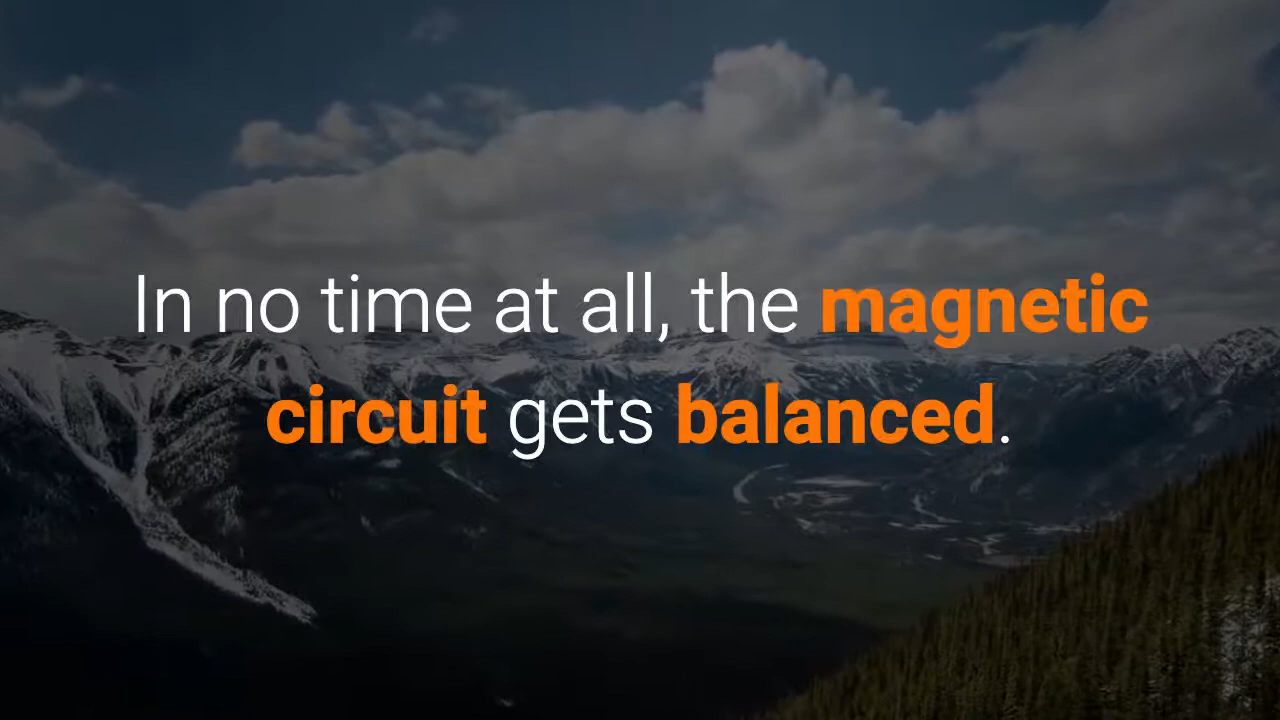 In no time at all, the magnetic
circuit gets balanced.